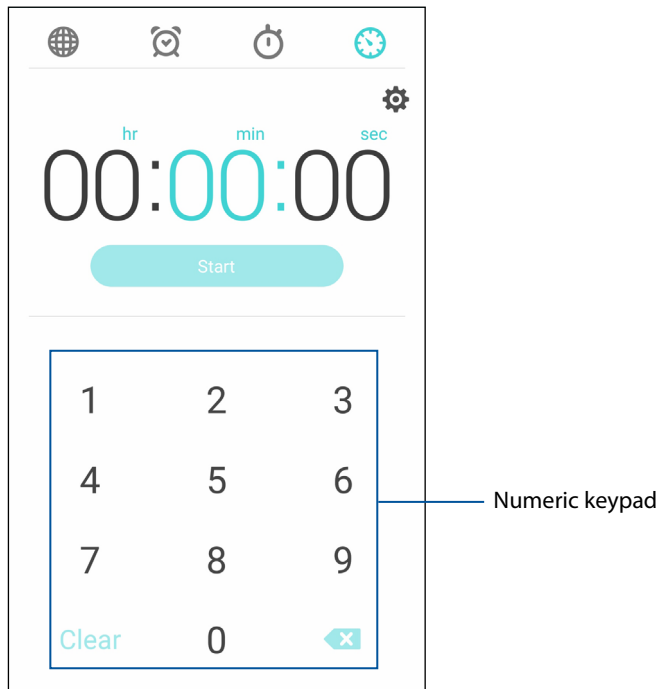 hr min sec
00:00:00
Start
1 2 3
4 5 6
Numeric keypad
7 8 9
Clear 0